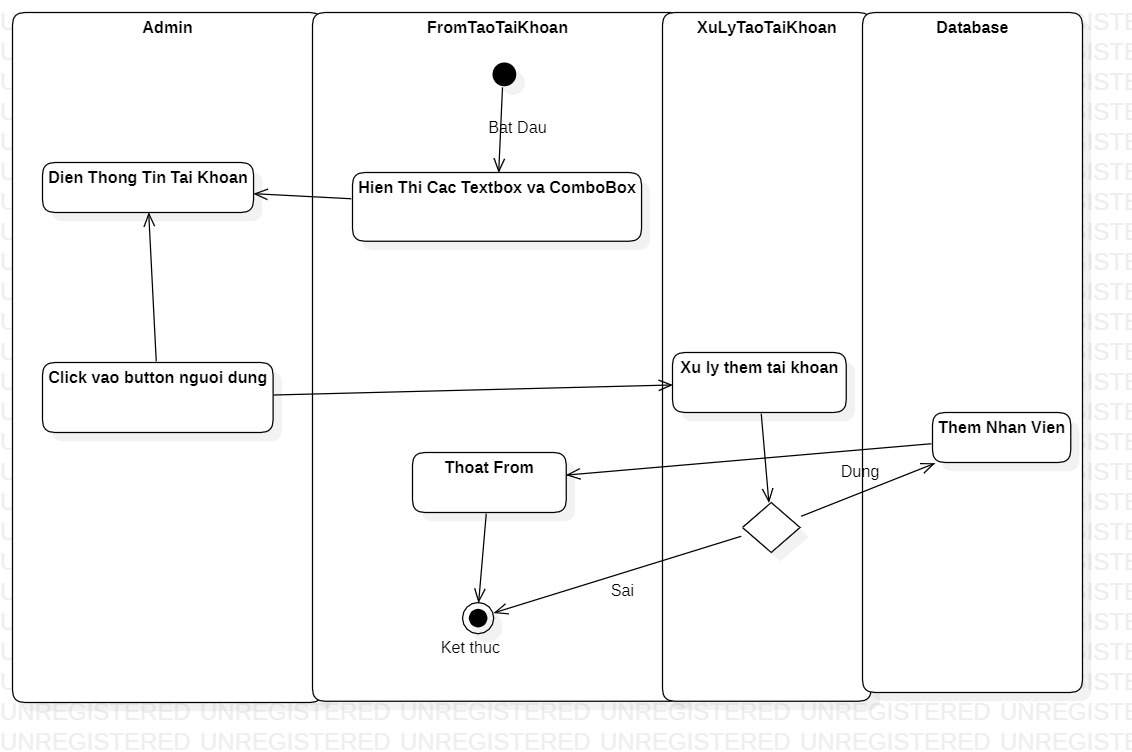 Admin
FromTaoTaiKhoan
XuLyTaoTaiKhoan
Database
Bat Dau
Dien Thong Tin Tai Khoan
Hien Thi Cac Textbox va ComboBox
Click vao button nguoi dung
Xu ly them tai khoan
Them Nhan Vien
Thoat From
Dung
Sai
Ket thuc
UNREGISTERED UNREGISTERED UNREGISTERED UNREGISTERED UNREGISTERED UNREGISTE
UNREGISTERED UNREGISTERED UNREGISTERED UNREGISTERED UNREGISTERED UNREGISTE